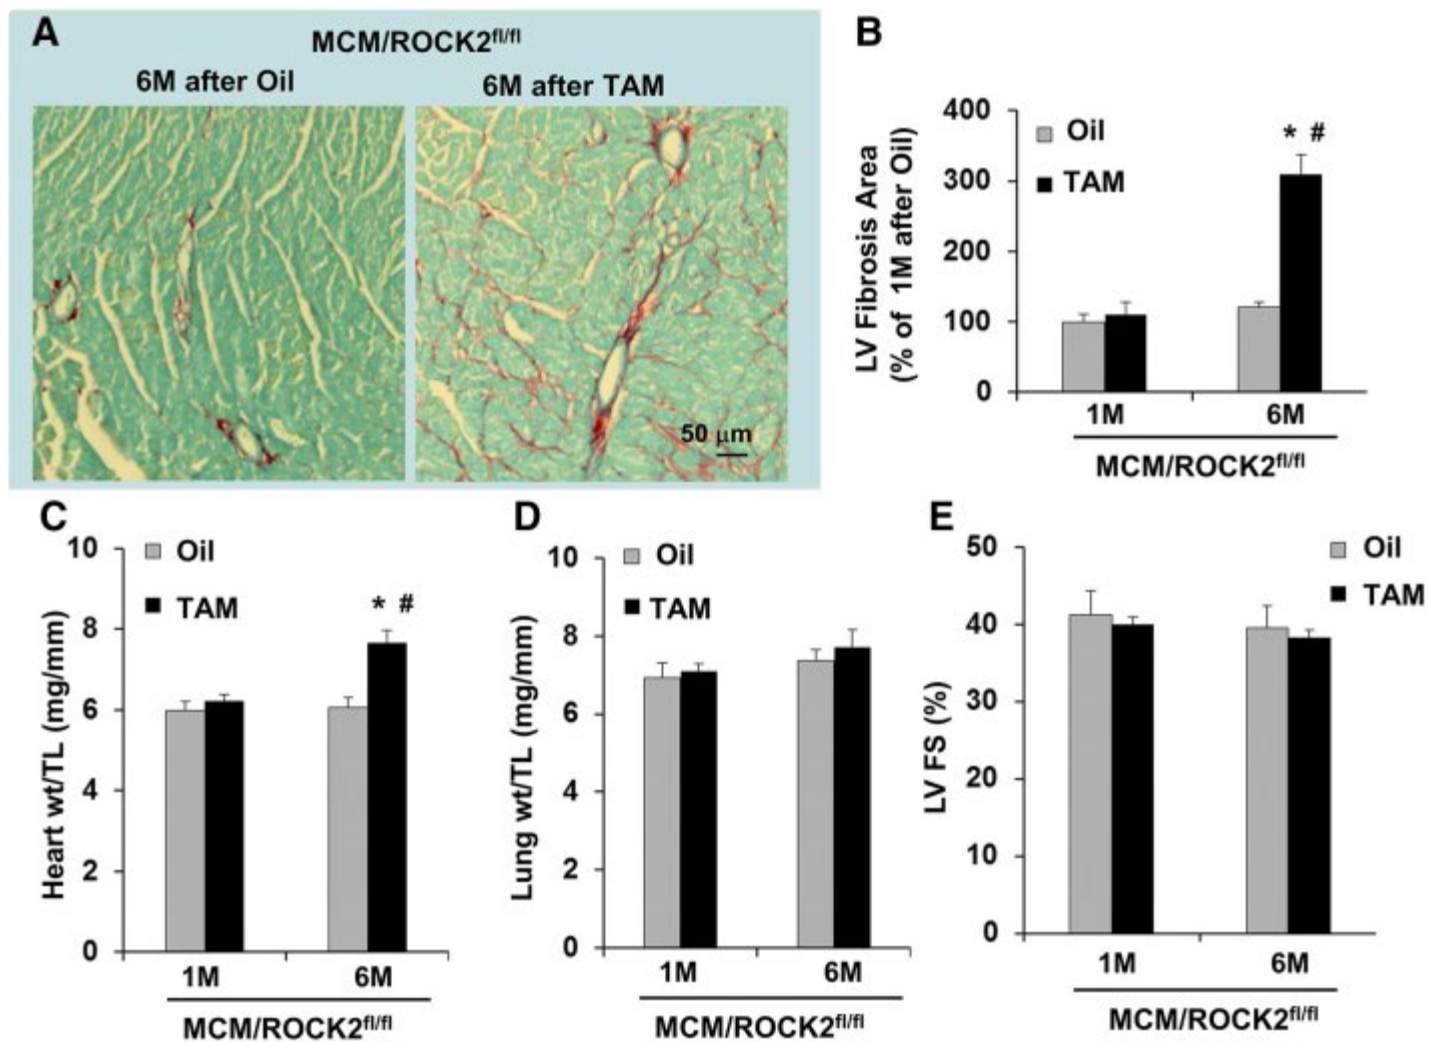 A
MCM/ROCK2fl/fl
6M after Oil
6M after TAM
50 μm
B
LV Fibrosis Area
(% of 1M after Oil)
400
300
200
100
0
Oil
TAM
* #
1M
6M
MCM/ROCK2fl/fl
C
Heart wt/TL (mg/mm)
10
8
6
4
2
0
Oil
TAM
* #
1M
6M
MCM/ROCK2fl/fl
D
Lung wt/TL (mg/mm)
10
8
6
4
2
0
Oil
TAM
1M
6M
MCM/ROCK2fl/fl
E
LV FS (%)
50
40
30
20
10
0
Oil
TAM
1M
6M
MCM/ROCK2fl/fl